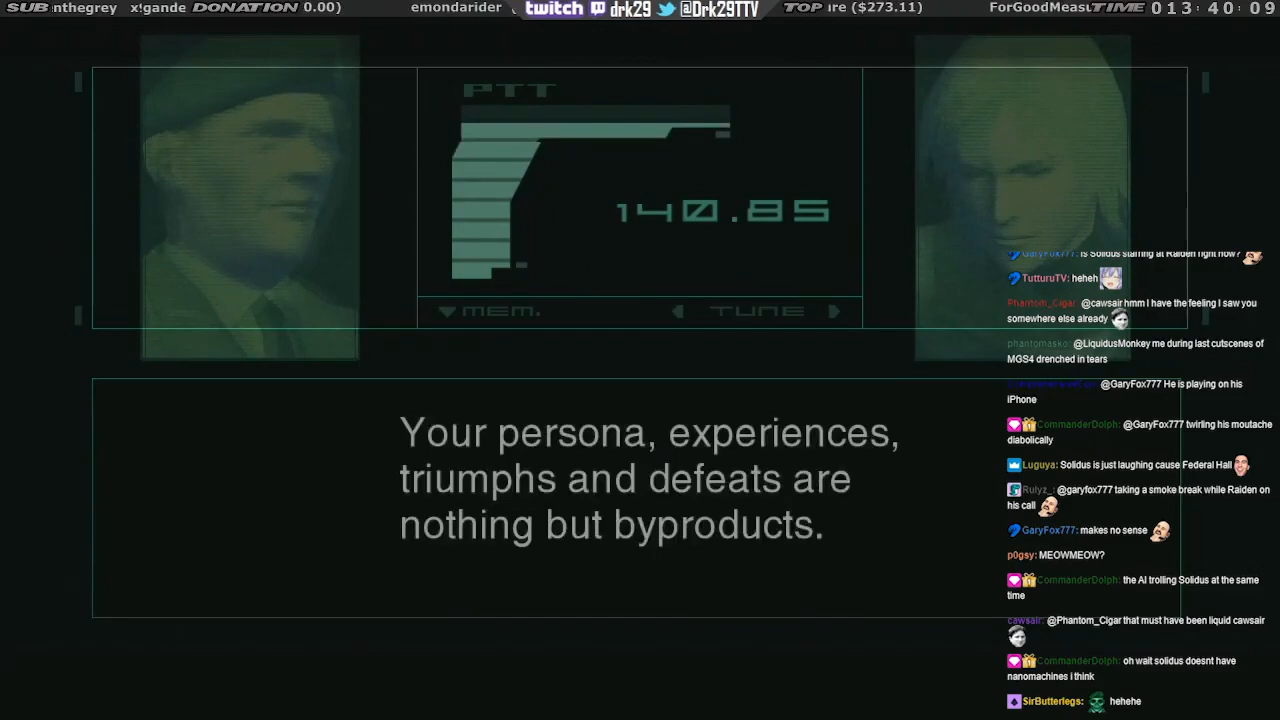 SUB inthegrey x!gande DONATION 0.00) emondarider twitch drk29 @Drk29TTV TOP ire ($273.11) ForGoodMeasu TIME 013:40:09
PTT
140.85
MEM. TUNE
Your persona, experiences,
triumphs and defeats are
nothing but byproducts.
GaryFox777: is Solidus staring at Raiden right now?
TutturuTV: heheh
Phantom_Cigar: @cawsair hmm I have the feeling I saw you
somewhere else already
phantomasko: @LiquidusMonkey me during last cutscenes of
MGS4 drenched in tears
@GaryFox777 He is playing on his
iPhone
CommanderDolph: @GaryFox777 twirling his moutache
diabolically
Luguya: Solidus is just laughing cause Federal Hall
Rulyz_: @garyfox777 taking a smoke break while Raiden on
his call
GaryFox777: makes no sense
p0gsy: MEOWMEOW?
CommanderDolph: the AI trolling Solidus at the same
time
cawsair: @Phantom_Cigar that must have been liquid cawsair
CommanderDolph: oh wait solidus doesnt have
nanomachines i think
SirButterlegs: hehehe